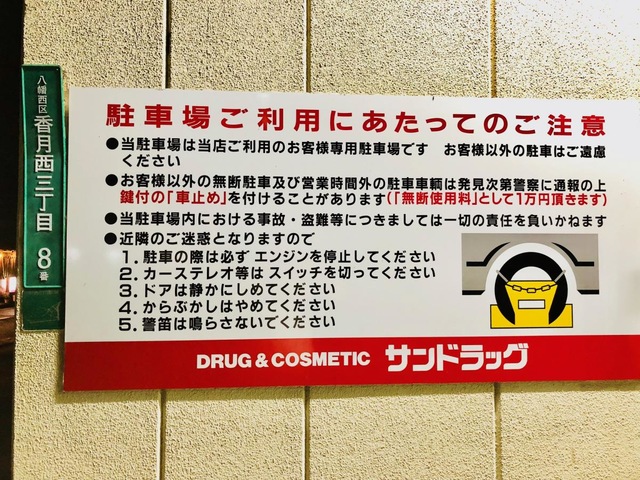 八幡西区 香月西三丁目 8番
駐車場ご利用にあたってのご注意
●当駐車場は当店ご利用のお客様専用駐車場です お客様以外の駐車はご遠慮
ください
●お客様以外の無断駐車及び営業時間外の駐車車輌は発見次第警察に通報の上
鍵付の「車止め」を付けることがあります(「無断使用料」として1万円頂きます)
●当駐車場内における事故・盗難等につきましては一切の責任を負いかねます
●近隣のご迷惑となりますので
1. 駐車の際は必ず エンジンを停止してください
2. カーステレオ等は スイッチを切ってください
3. ドアは静かにしめてください
4. からぶかしはやめてください
5. 警笛は鳴らさないでください
DRUG & COSMETIC サンドラッグ